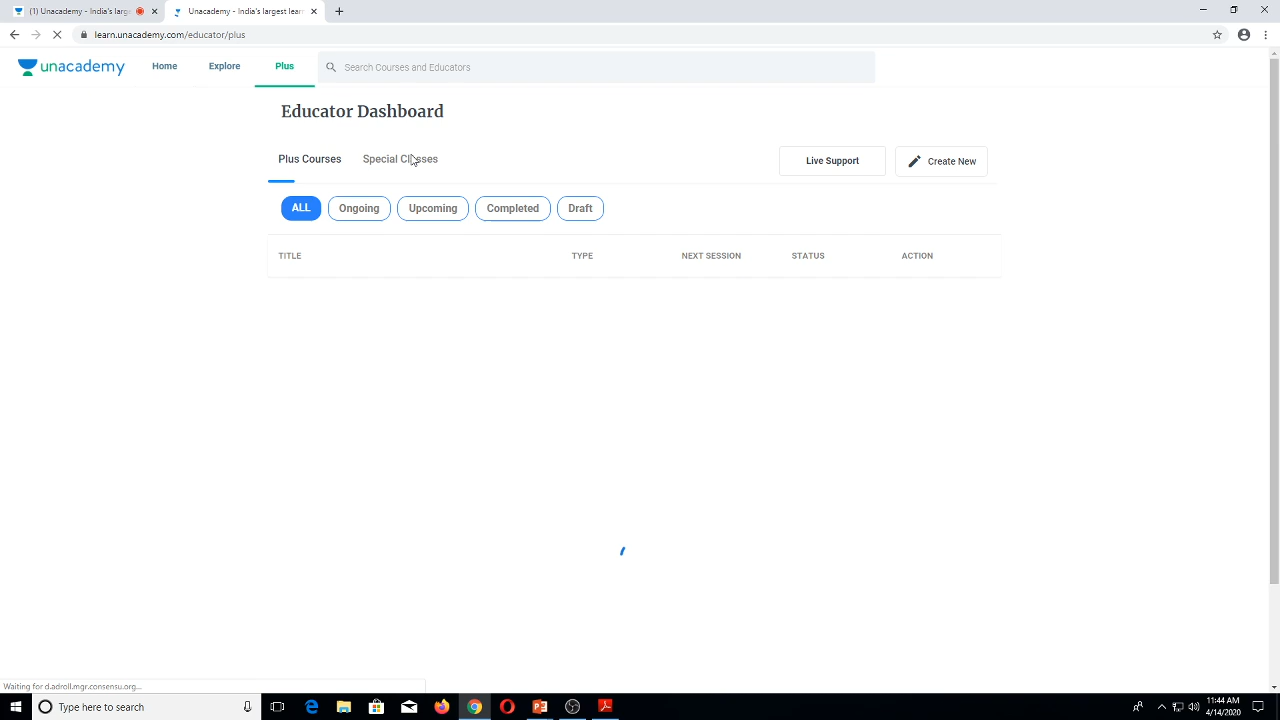 (1) Unacademy - India's large
Unacademy - India's largest learn
learn.unacademy.com/educator/plus
unacademy Home Explore Plus Search Courses and Educators
Educator Dashboard
Plus Courses Special Classes Live Support Create New
ALL Ongoing Upcoming Completed Draft
TITLE TYPE NEXT SESSION STATUS ACTION
Waiting for d.adroll.mgr.consensu.org...
Type here to search
11:44 AM
4/14/2020